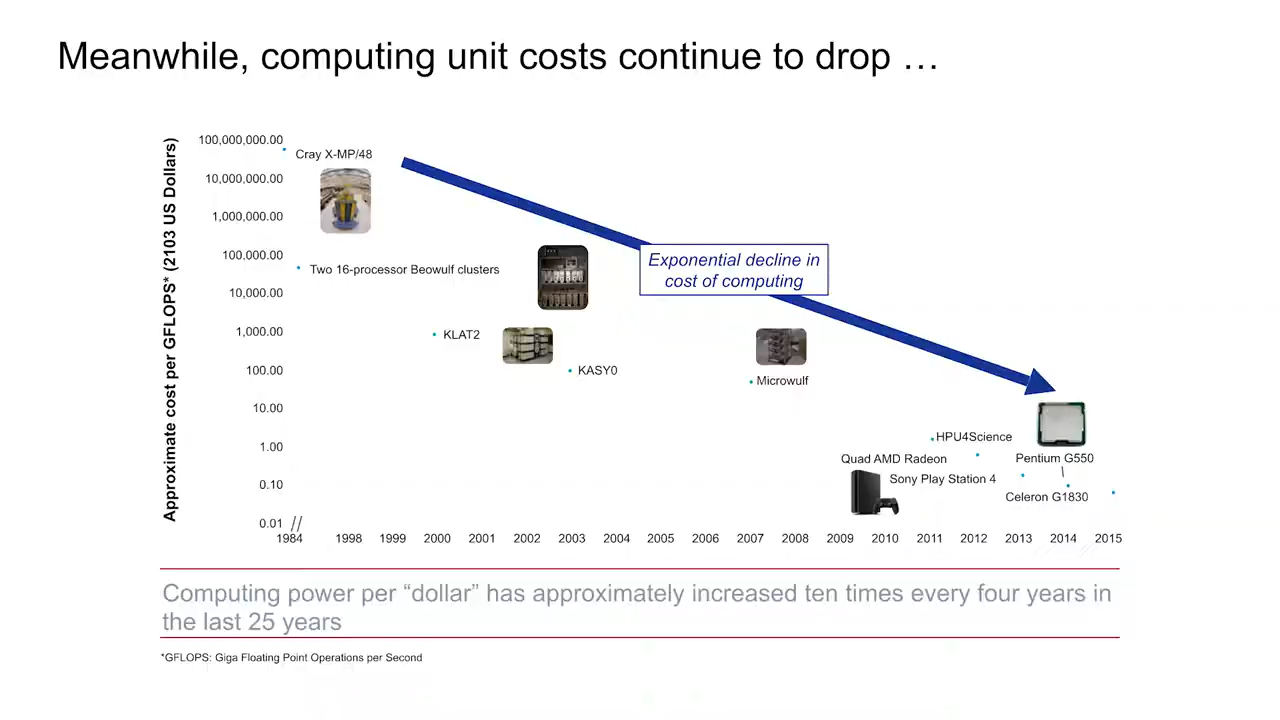 Meanwhile, computing unit costs continue to drop …
Approximate cost per GFLOPS* (2103 US Dollars)
100,000,000.00
10,000,000.00
1,000,000.00
100,000.00
10,000.00
1,000.00
100.00
10.00
1.00
0.10
0.01
Cray X-MP/48
Two 16-processor Beowulf clusters
KLAT2
KASY0
Exponential decline in
cost of computing
Microwulf
HPU4Science
Quad AMD Radeon
Pentium G550
Sony Play Station 4
Celeron G1830
1984 1998 1999 2000 2001 2002 2003 2004 2005 2006 2007 2008 2009 2010 2011 2012 2013 2014 2015
Computing power per “dollar” has approximately increased ten times every four years in
the last 25 years
*GFLOPS: Giga Floating Point Operations per Second